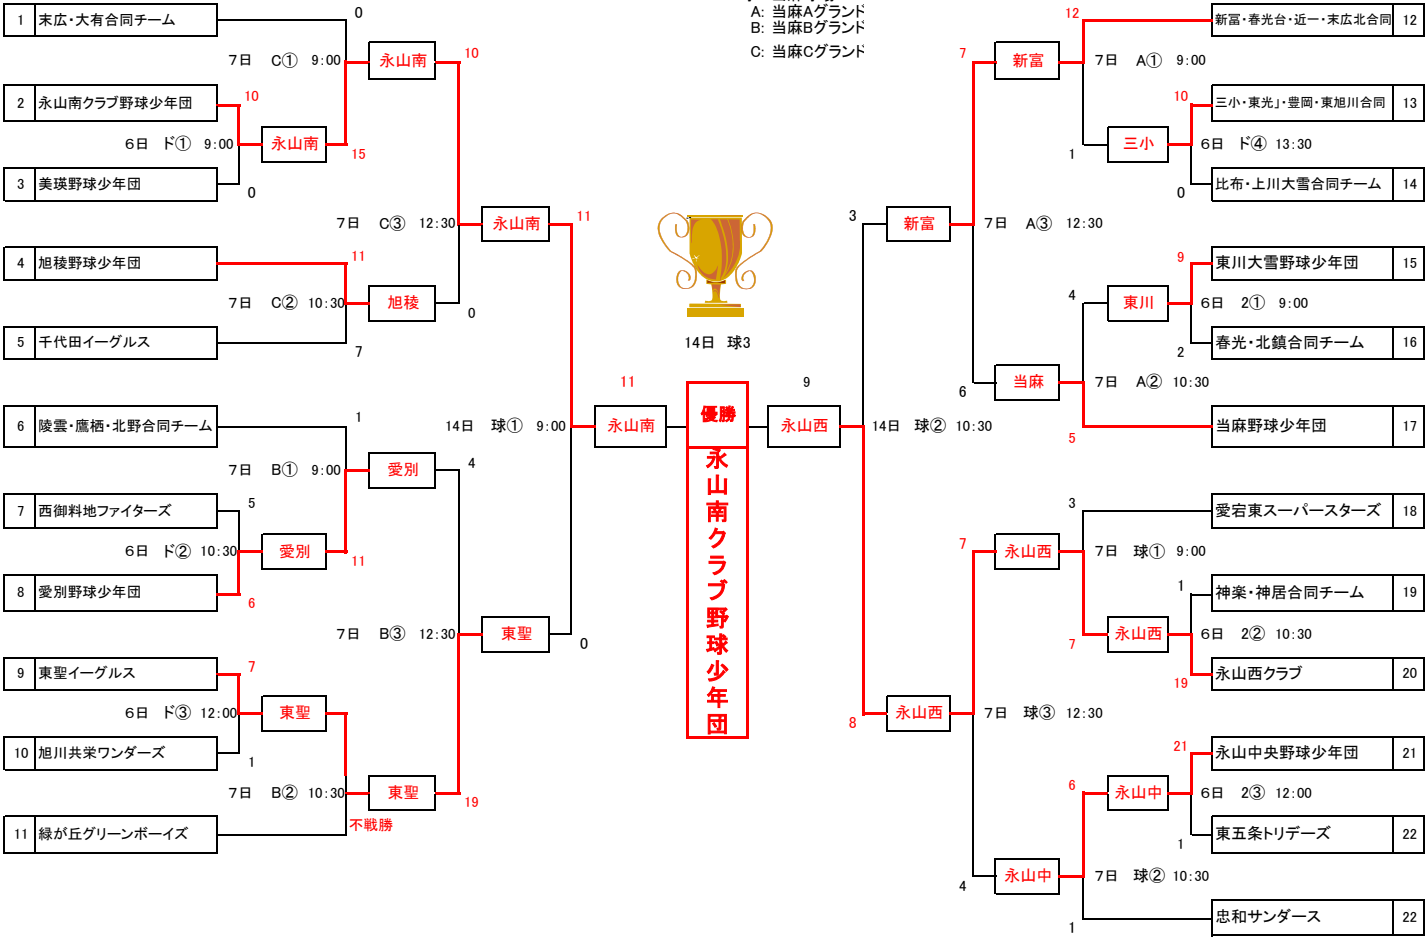 A: 当麻Aグランド
B: 当麻Bグランド
C: 当麻Cグランド
1 末広・大有合同チーム
0
7日 C① 9:00
永山南
10
2 永山南クラブ野球少年団
10
6日 ド① 9:00
永山南
15
3 美瑛野球少年団
0
7日 C③ 12:30
永山南
11
4 旭稜野球少年団
11
7日 C② 10:30
旭稜
0
5 千代田イーグルス
7
6 陵雲・鷹栖・北野合同チーム
1
7日 B① 9:00
愛別
4
14日 球① 9:00
永山南
11
7 西御料地ファイターズ
5
6日 ド② 10:30
愛別
11
8 愛別野球少年団
6
7日 B③ 12:30
東聖
0
9 東聖イーグルス
7
6日 ド③ 12:00
東聖
10 旭川共栄ワンダーズ
1
7日 B② 10:30
東聖
19
不戦勝
11 緑が丘グリーンボーイズ
14日 球3
優勝
永山南クラブ野球少年団
9
永山西
14日 球② 10:30
12
新富・春光台・近一・末広北合同 12
7
新富
7日 A① 9:00
10
三小・東光」・豊岡・東旭川合同 13
1
三小
6日 ド④ 13:30
0
比布・上川大雪合同チーム 14
3
新富
7日 A③ 12:30
9
東川大雪野球少年団 15
4
東川
6日 2① 9:00
2
春光・北鎮合同チーム 16
6
当麻
7日 A② 10:30
5
当麻野球少年団 17
3
愛宕東スーパースターズ 18
7
永山西
7日 球① 9:00
1
神楽・神居合同チーム 19
7
永山西
6日 2② 10:30
19
永山西クラブ 20
8
永山西
7日 球③ 12:30
21
永山中央野球少年団 21
6
永山中
6日 2③ 12:00
1
東五条トリデーズ 22
4
永山中
7日 球② 10:30
1
忠和サンダース 22